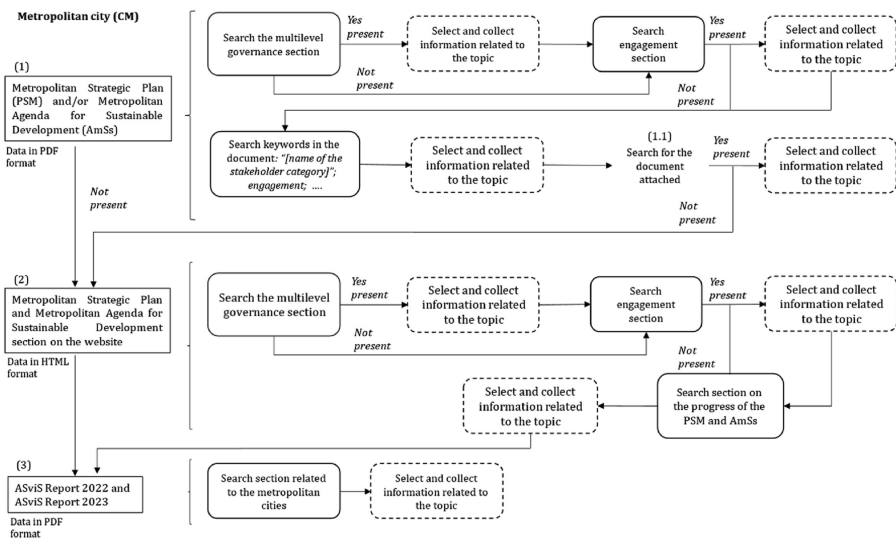 Metropolitan city (CM)
(1)
Metropolitan Strategic Plan
(PSM) and/or Metropolitan
Agenda for Sustainable
Development (AmSs)
Data in PDF
format
Not
present
Search the multilevel
governance section
Yes
present
Not
present
Select and collect
information related to
the topic
Search
engagement
section
Yes
present
Not
present
Select and collect
information related
to the topic
Search keywords in the
document: "[name of the
stakeholder category]";
engagement; ....
Select and collect
information related
to the topic
(1.1)
Search for the
document
attached
Yes
present
Not
present
Select and collect
information related
to the topic
(2)
Metropolitan Strategic Plan
and Metropolitan Agenda for
Sustainable Development
section on the website
Data in HTML
format
Search the multilevel
governance section
Yes
present
Not
present
Select and collect
information related
to the topic
Search
engagement
section
Yes
present
Not
present
Select and collect
information related
to the topic
Select and collect
information related
to the topic
Search section on
the progress of the
PSM and AmSs
(3)
ASviS Report 2022 and
ASviS Report 2023
Data in PDF
format
Search section related
to the metropolitan
cities
Select and collect
information related to
the topic